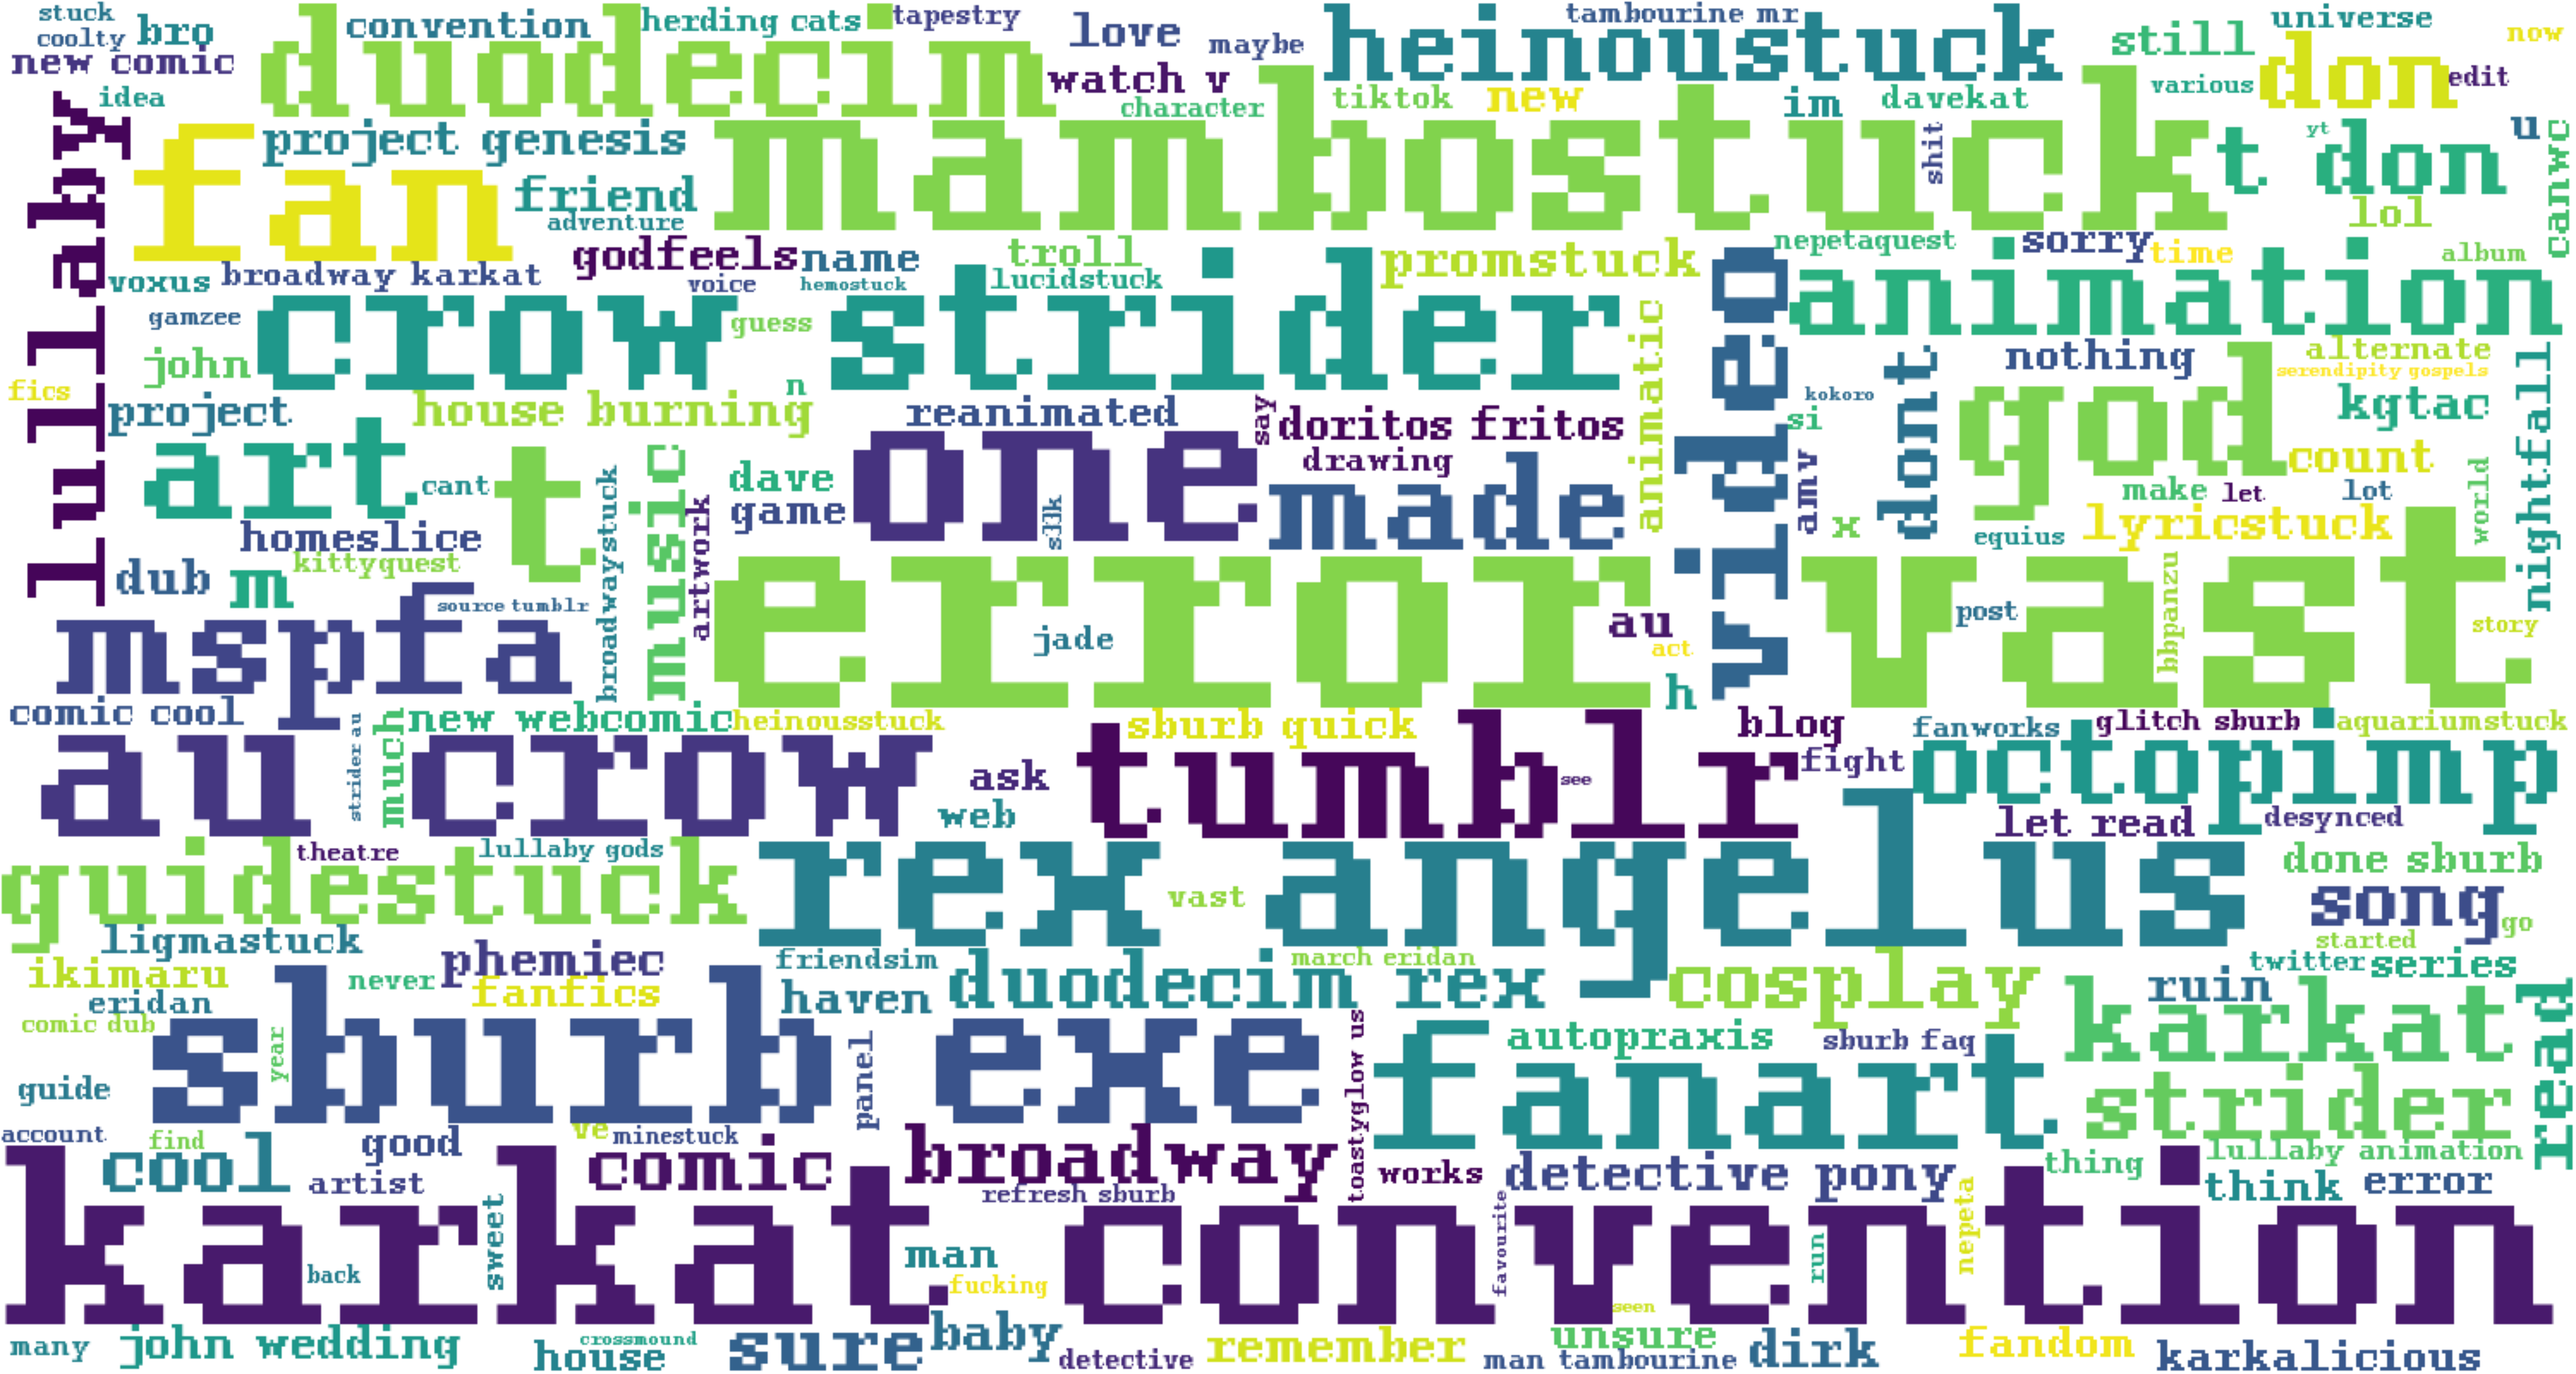 stuck
coolty
bro
convention
herding cats
tapestry
love
maybe
heinoustuck
tambourine mr
universe
still
now
new comic
idea
duodecim
watch v
character
tiktok
new
im
davekat
various
don
edit
lullaby
fan
project genesis
friend
adventure
mambostuck
shit
t don
yt
u
lol
canwc
voxus
broadway karkat
godfeels
name
voice
hemostuck
troll
lucidstuck
promstuck
nepetaquest
sorry
time
album
gamzee
john
crow strider
guess
n
animatic
video
animation
fics
project
house burning
reanimated
say
doritos fritos
drawing
dont
nothing
alternate
serendipity gospels
kokoro
si
kgtac
god
nightfall
art
cant
t
music
dave
game
one
s33k
made
amv
x
count
make
let
lot
world
homeslice
kittyquest
broadwaystuck
artwork
equius
lyricstuck
dub
m
source tumblr
mspfa
error
jade
au
act
h
vast
post
bbpanzu
story
comic cool
strider au
much
new webcomic
heinousstuck
sburb quick
blog
fanworks
glitch sburb
aquariumstuck
au crow
ask
web
tumblr
see
fight
octopimp
let read
desynced
theatre
lullaby gods
guidestuck
rex angelus
vast
done sburb
song
go
started
ligmastuck
phemiec
friendsim
march eridan
twitter
series
ikimaru
never
fanfics
haven
duodecim rex
cosplay
ruin
eridan
comic dub
karkat
read
sburb exe
year
panel
toastyglow us
fanart
autopraxis
sburb faq
guide
strider
account
find
good
ve
minestuck
broadway
lullaby animation
cool
artist
comic
refresh sburb
works
detective pony
thing
think
error
karkat convention
back
sweet
man
fucking
favourite
run
nepeta
seen
many
john wedding
house
crossmound
sure
baby
detective
remember
unsure
man tambourine
dirk
fandom
karkalicious